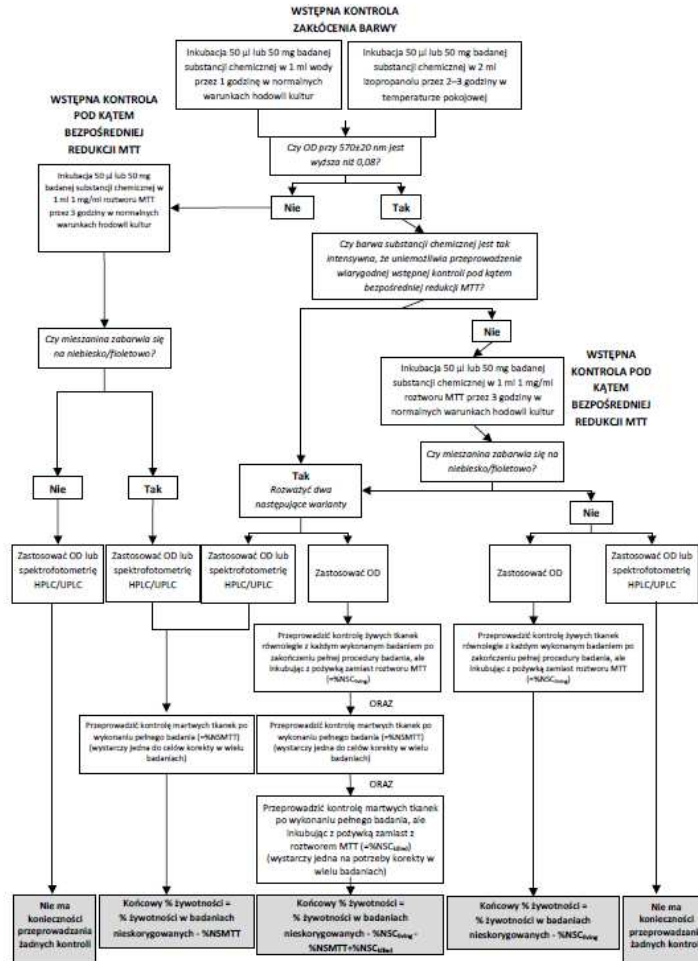 WSTĘPNA KONTROLA
ZAKŁÓCENIA BARWY
Inkubacja 50 µl lub 50 mg badanej
substancji chemicznej w 1 ml wody
przez 1 godzinę w normalnych
warunkach hodowli kultur
Inkubacja 50 µl lub 50 mg badanej
substancji chemicznej w 2 ml
izopropanolu przez 2–3 godziny w
temperaturze pokojowej
WSTĘPNA KONTROLA
POD KĄTEM
BEZPOŚREDNIEJ
REDUKCJI MTT
Czy OD przy 570±20 nm jest
wyższa niż 0,08?
Inkubacja 50 µl lub 50 mg
badanej substancji chemicznej w
1 ml 1 mg/ml roztworu MTT
przez 3 godziny w normalnych
warunkach hodowli kultur
Nie
Tak
Czy barwa substancji chemicznej jest tak
intensywna, że uniemożliwia przeprowadzenie
wiarygodnej wstępnej kontroli pod kątem
bezpośredniej redukcji MTT?
Nie
Czy mieszanina zabarwia się
na niebiesko/fioletowo?
Inkubacja 50 µl lub 50 mg badanej
substancji chemicznej w 1 ml 1 mg/ml
roztworu MTT przez 3 godziny w
normalnych warunkach hodowli kultur
WSTĘPNA
KONTROLA POD
KĄTEM
BEZPOŚREDNIEJ
REDUKCJI MTT
Czy mieszanina zabarwia się na
niebiesko/fioletowo?
Nie
Tak
Tak
Rozważyć dwa
następujące warianty
Nie
Zastosować OD lub
spektrofotometrię
HPLC/UPLC
Zastosować OD lub
spektrofotometrię
HPLC/UPLC
Zastosować OD lub
spektrofotometrię
HPLC/UPLC
Zastosować OD
Zastosować OD
Zastosować OD lub
spektrofotometrię
HPLC/UPLC
Przeprowadzić kontrolę żywych tkanek
równolegle z każdym wykonanym badaniem po
zakończeniu pełnej procedury badania, ale
inkubując z pożywką zamiast roztworu MTT
(=%NSCliving)
Przeprowadzić kontrolę żywych tkanek
równolegle z każdym wykonanym badaniem po
zakończeniu pełnej procedury badania, ale
inkubując z pożywką zamiast roztworu MTT
(=%NSCliving)
ORAZ
Przeprowadzić kontrolę martwych tkanek po
wykonaniu pełnego badania (=%NSMTT)
(wystarczy jedna do celów korekty w wielu
badaniach)
Przeprowadzić kontrolę martwych tkanek po
wykonaniu pełnego badania (=%NSMTT)
(wystarczy jedna do celów korekty w wielu
badaniach)
ORAZ
Przeprowadzić kontrolę martwych tkanek
po wykonaniu pełnego badania, ale
inkubując z pożywką zamiast z
roztworem MTT (=%NSCkilled)
(wystarczy jedna na potrzeby korekty w
wielu badaniach)
Nie ma
konieczności
przeprowadzania
żadnych kontroli
Końcowy % żywotności =
% żywotności w badaniach
nieskorygowanych - %NSMTT
Końcowy % żywotności =
% żywotności w badaniach
nieskorygowanych - %NSCliving -
%NSMTT+%NSCkilled
Końcowy % żywotności =
% żywotności w badaniach
nieskorygowanych - %NSCliving
Nie ma
konieczności
przeprowadzania
żadnych kontroli